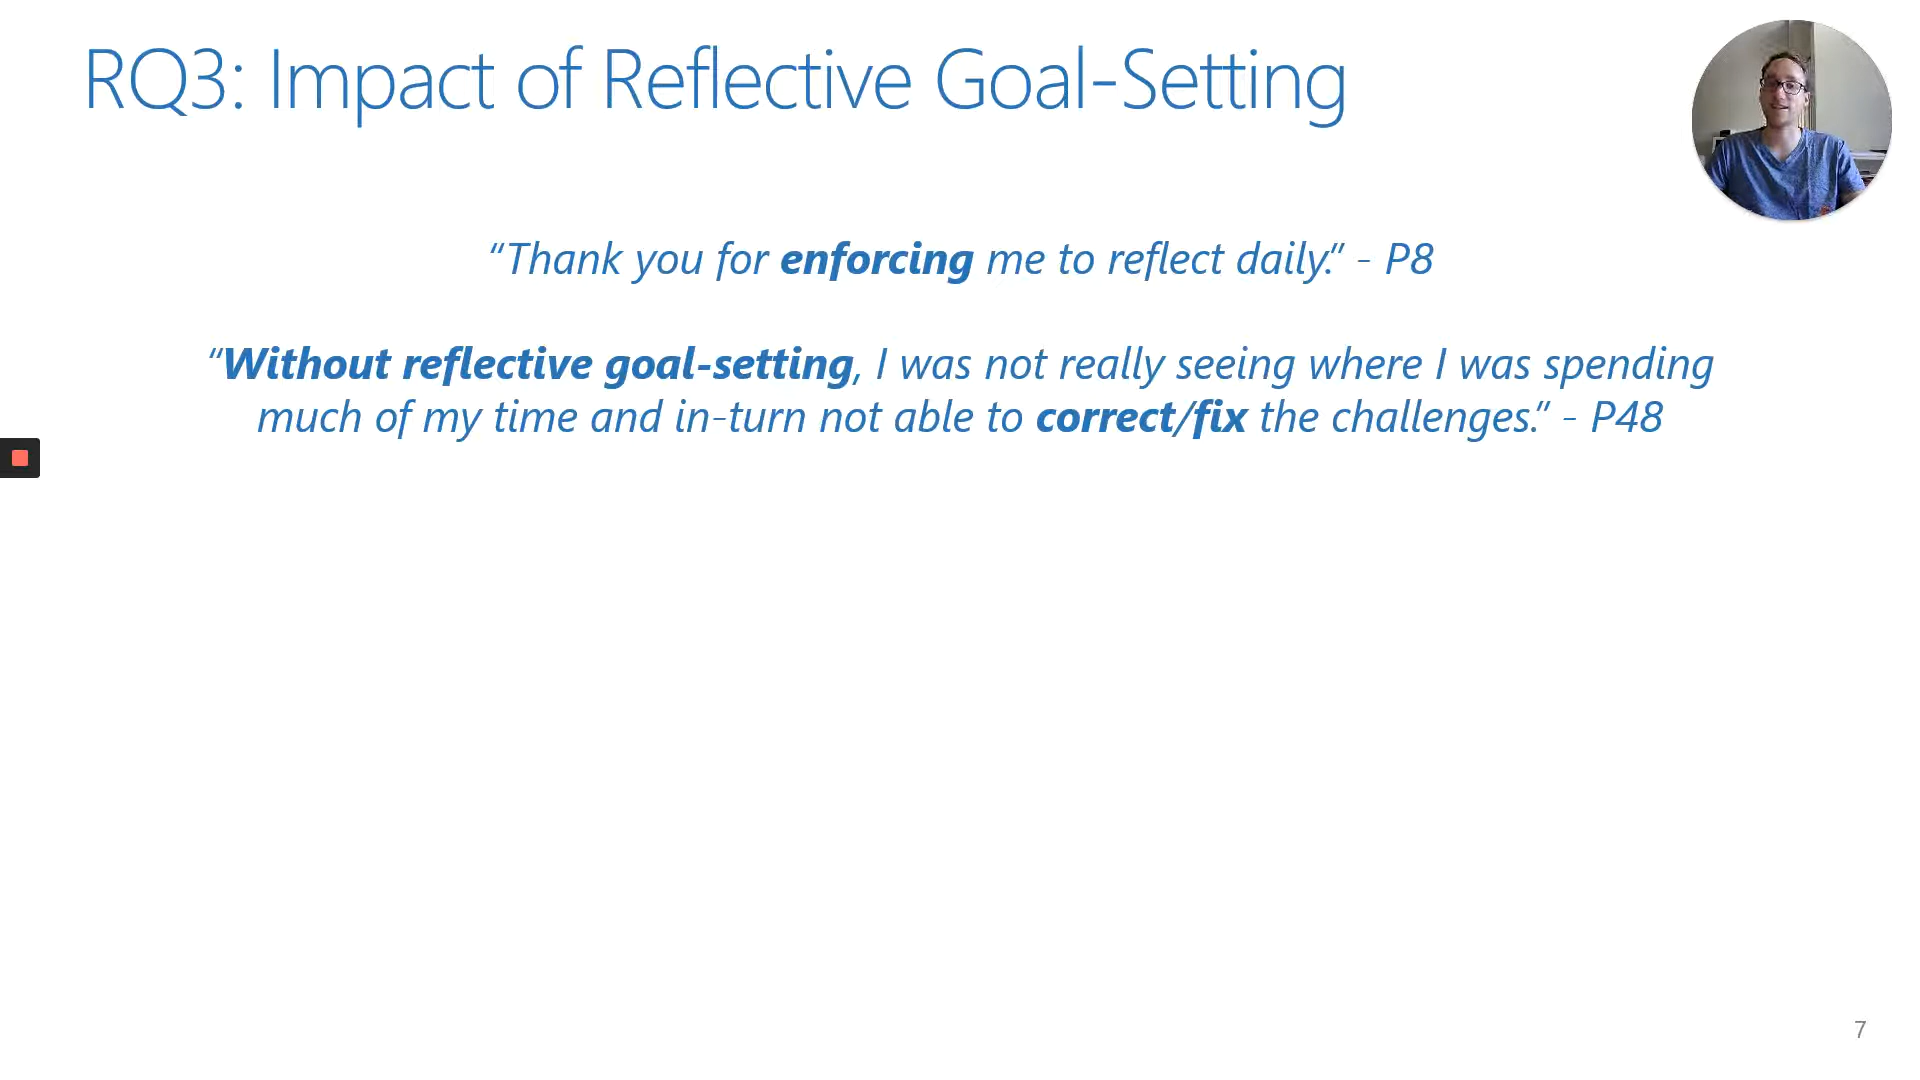 RQ3: Impact of Reflective Goal-Setting
“Thank you for enforcing me to reflect daily.” - P8
“Without reflective goal-setting, I was not really seeing where I was spending
much of my time and in-turn not able to correct/fix the challenges.” - P48
7